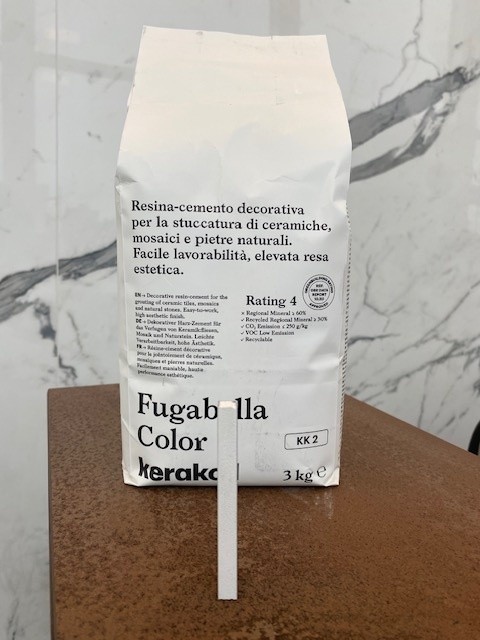 Resina-cemento decorativa
per la stuccatura di ceramiche,
mosaici e pietre naturali.
Facile lavorabilità, elevata resa
estetica.
EN → Decorative resin-cement for the
grouting of ceramic tiles, mosaics
and natural stones. Easy-to-work,
high aesthetic finish.
DE → Dekorativer Harz-Zement für
das Verfugen von Keramikfliesen,
Mosaik und Naturstein. Leichte
Verarbeitbarkeit, hohe Ästhetik.
FR → Résine-ciment décorative
pour le jointoiement de céramique,
mosaïques et pierres naturelles.
Facilement maniable, haute
performance esthétique.
Rating 4
× Regional Mineral ≥ 60%
✓ Recycled Regional Mineral ≥ 30%
✓ CO₂ Emission ≤ 250 g/kg
✓ VOC Low Emission
✓ Recyclable
Fugab lla
Color
KK 2
kerako
3 kg e